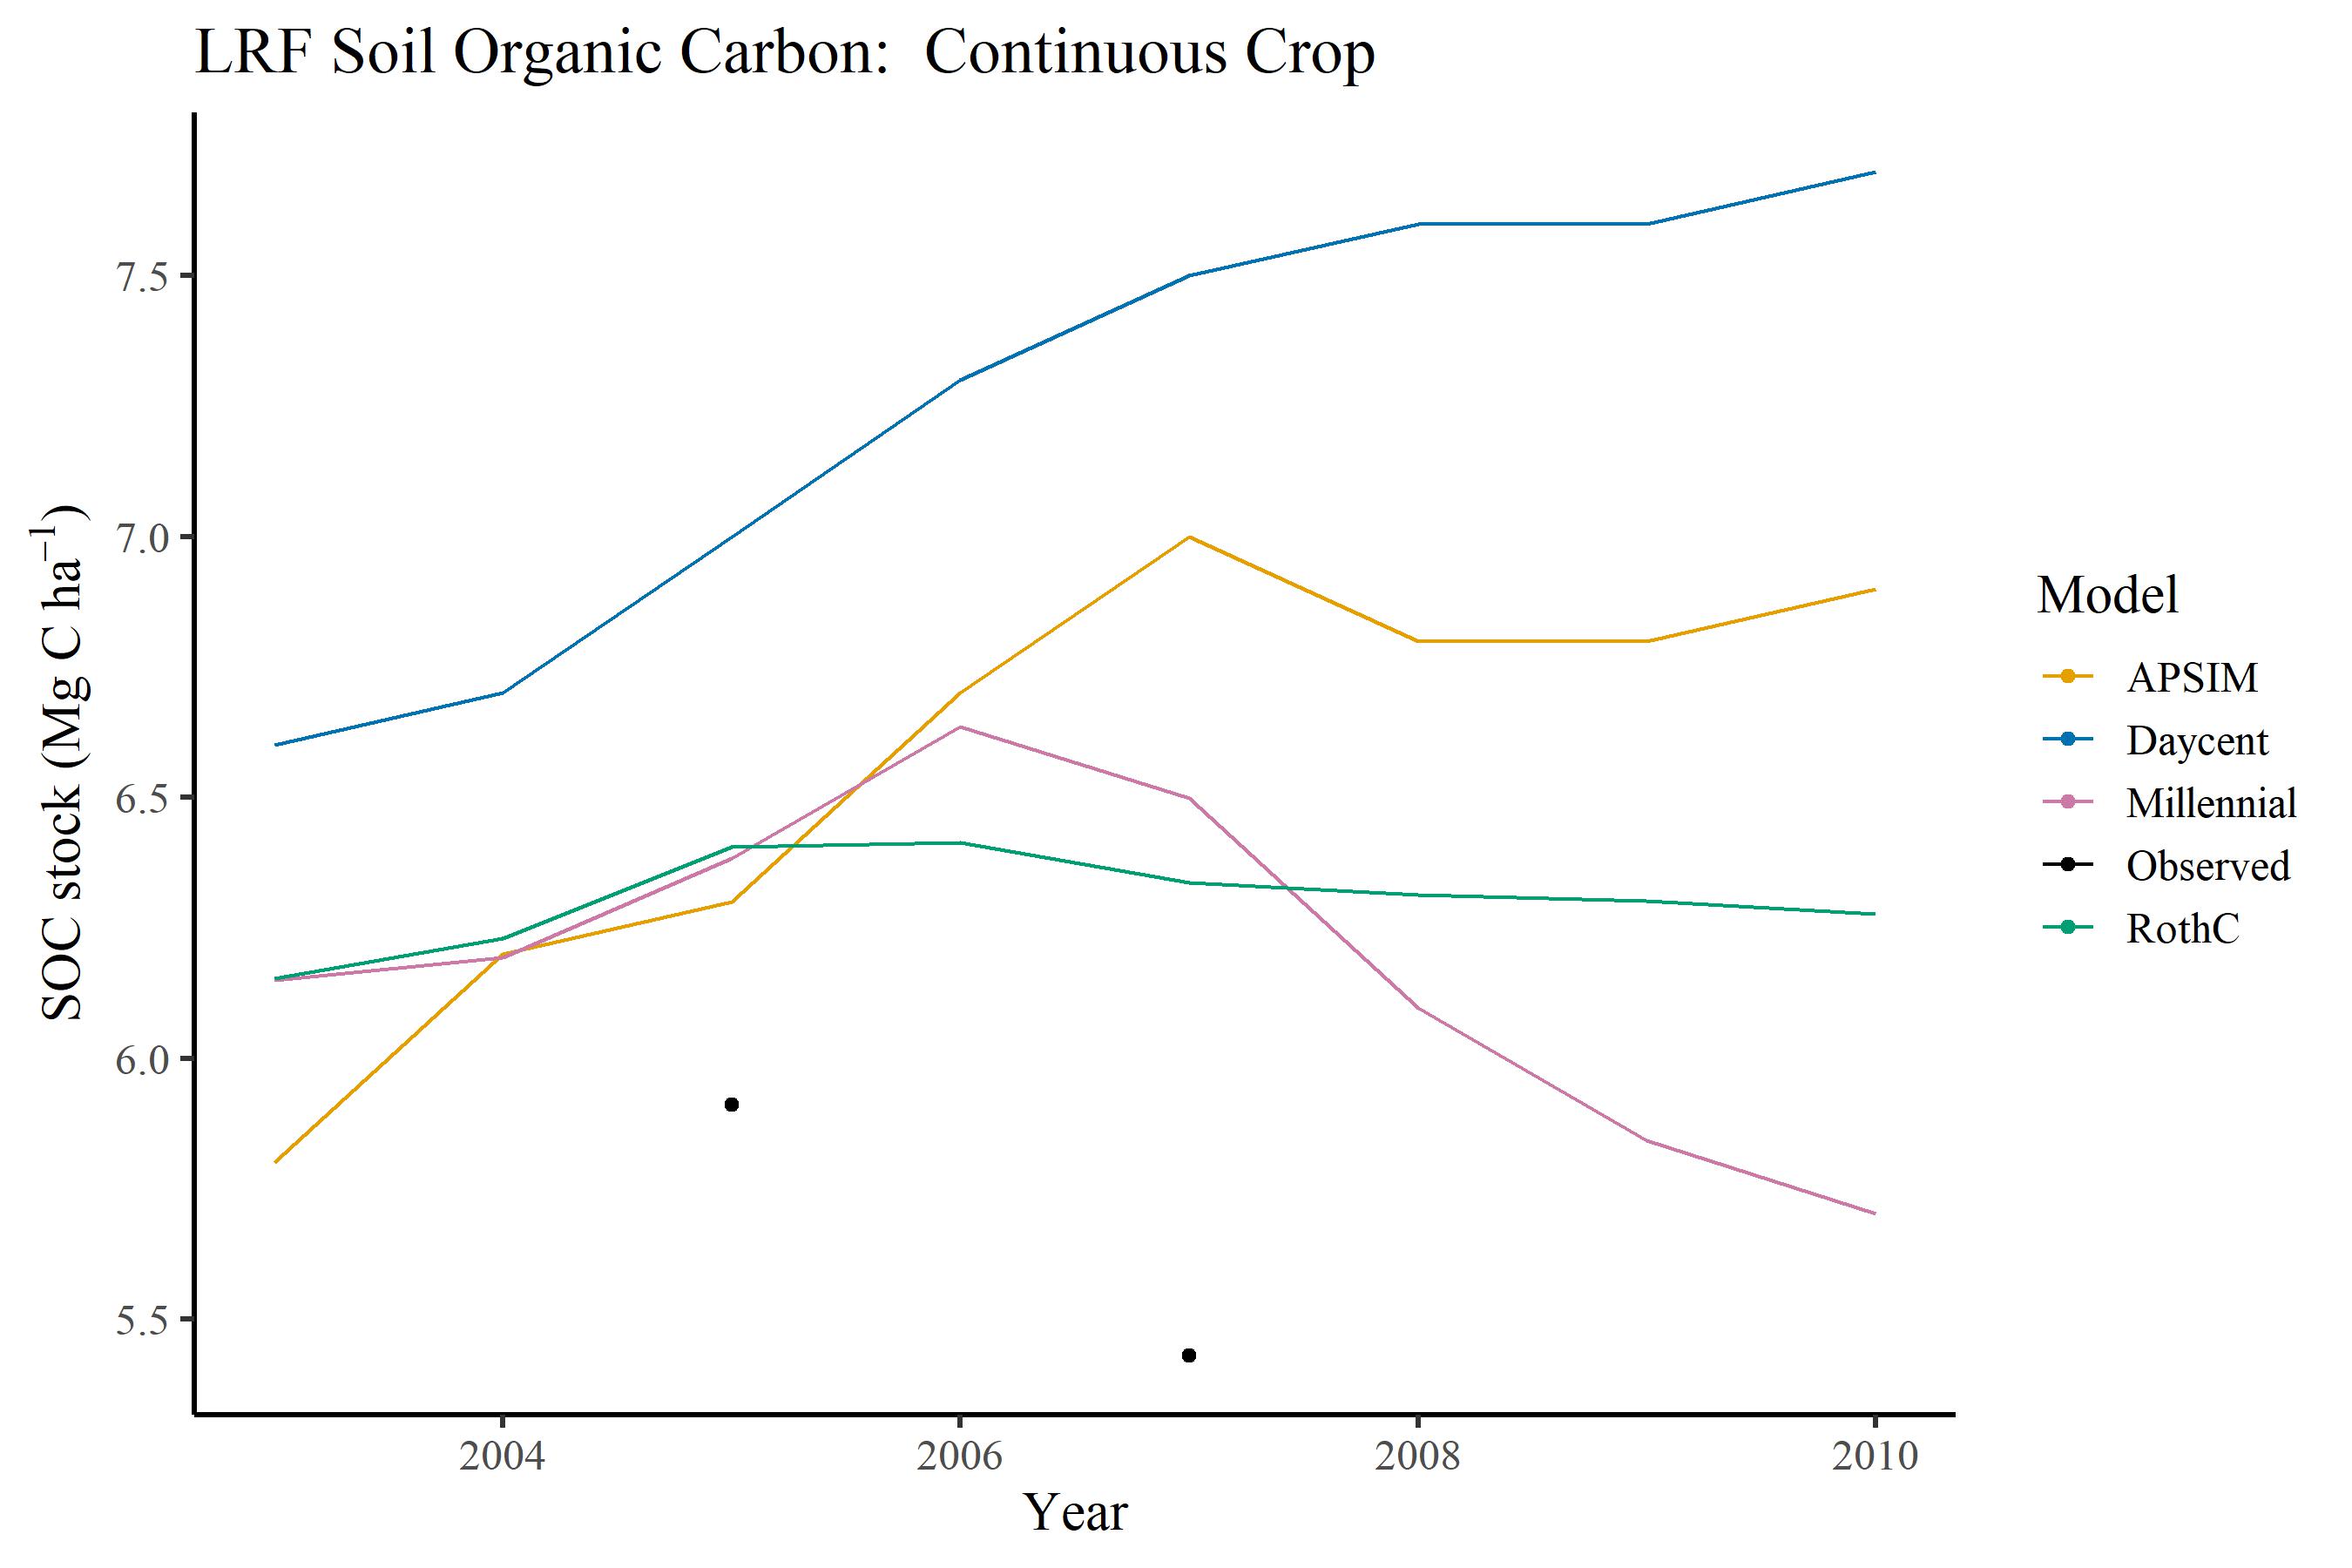 LRF Soil Organic Carbon:  Continuous Crop
SOC stock (Mg C ha⁻¹)
7.5
7.0
6.5
6.0
5.5
2004 2006 2008 2010
Year
Model
APSIM
Daycent
Millennial
Observed
RothC